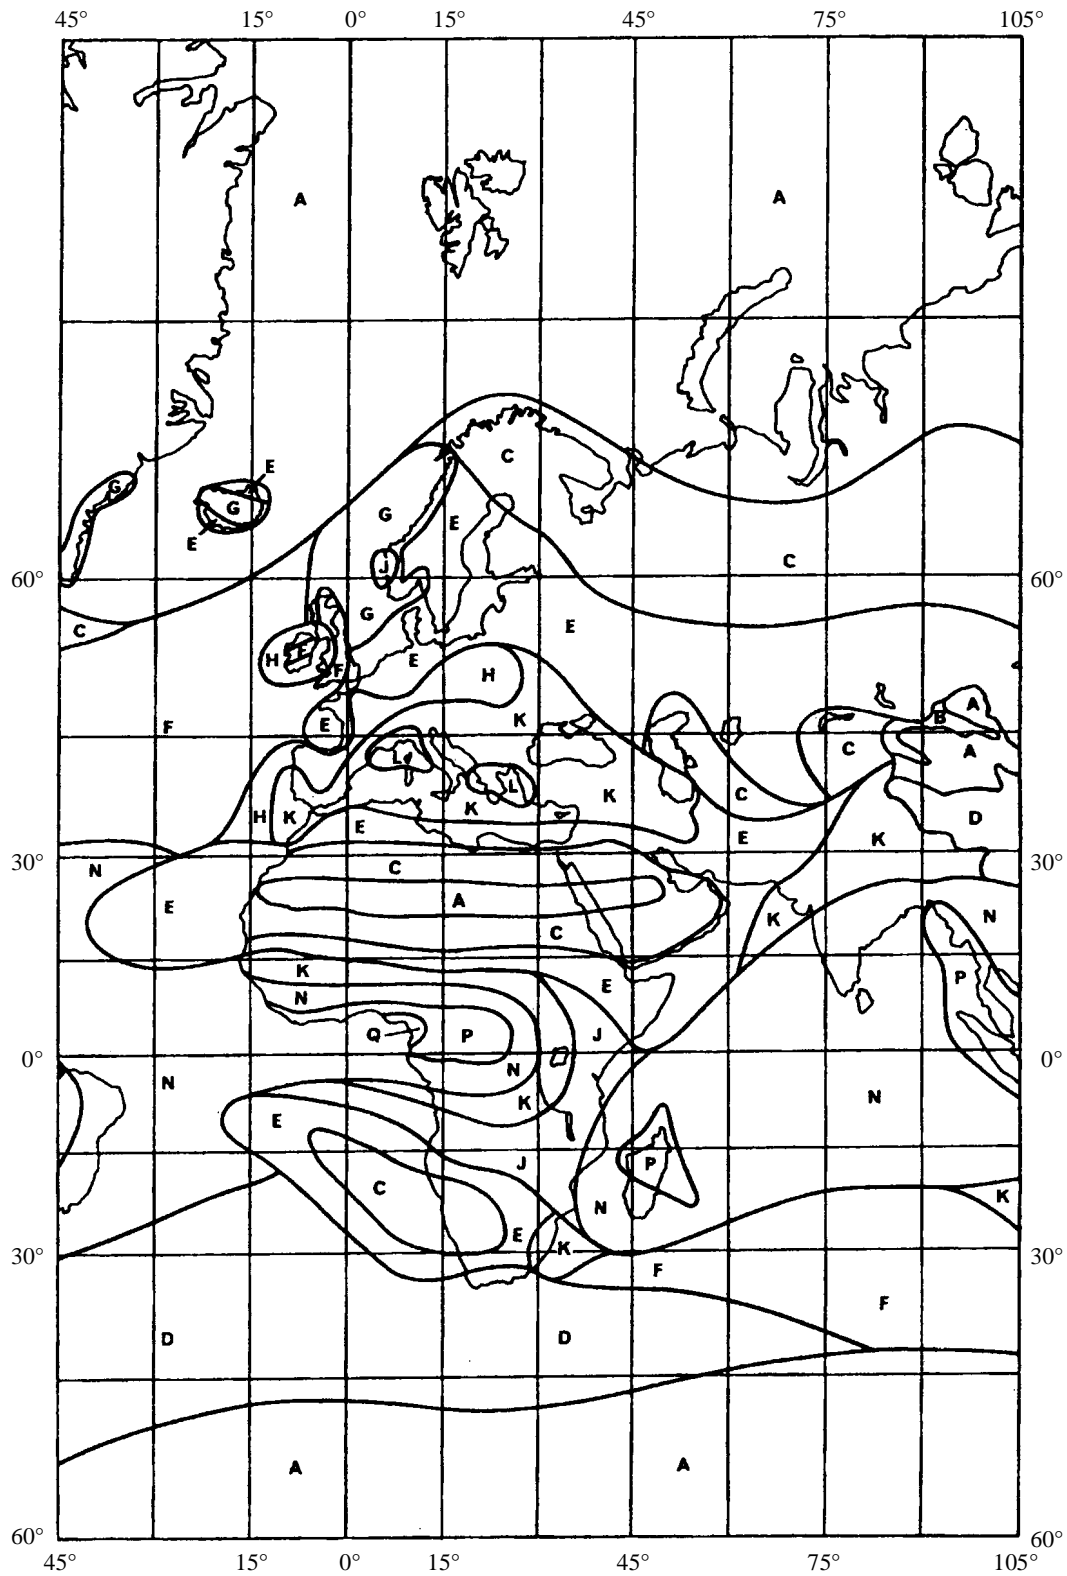 45° 15° 0° 15° 45° 75° 105°
A A
C
E
G G
G E
E
J C
60° 60°
G
C E
H E F E
H
A
F E K B
L C A
L C
H K K K D
E E K
30° 30°
N C
E A K N
C
K E P
N
Q P J
0° N 0°
N K N
E
J P
C
N K
E
K
30° 30°
F
F
D D
A A
60° 60°
45° 15° 0° 15° 45° 75° 105°